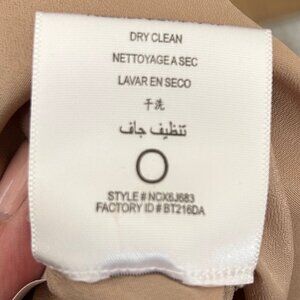 DRY CLEAN
NETTOYAGE A SEC
LAVAR EN SECO
干洗
تنظيف جاف
STYLE # NCX6J683
FACTORY ID # BT216DA